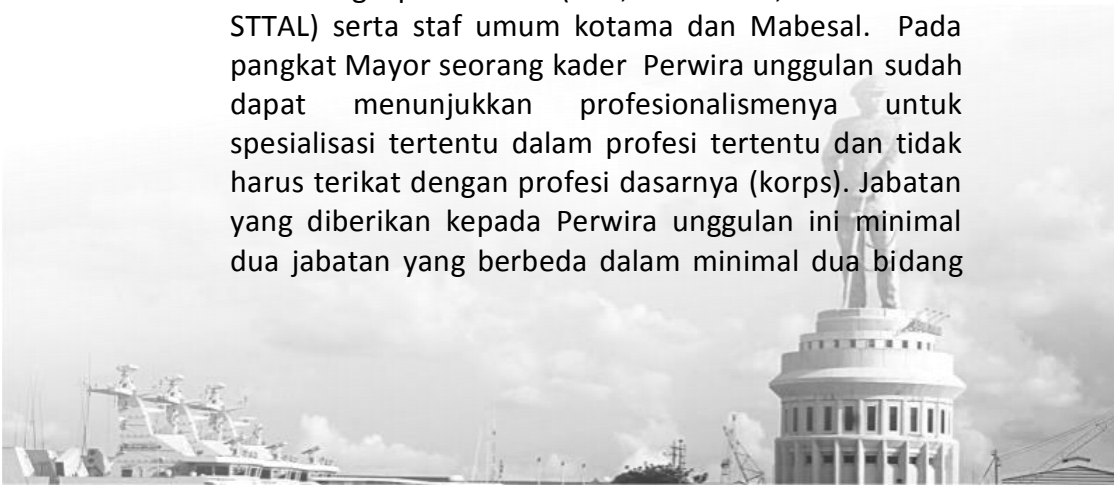 STTAL) serta staf umum kotama dan Mabesal. Pada
pangkat Mayor seorang kader Perwira unggulan sudah
dapat menunjukkan profesionalismenya untuk
spesialisasi tertentu dalam profesi tertentu dan tidak
harus terikat dengan profesi dasarnya (korps). Jabatan
yang diberikan kepada Perwira unggulan ini minimal
dua jabatan yang berbeda dalam minimal dua bidang